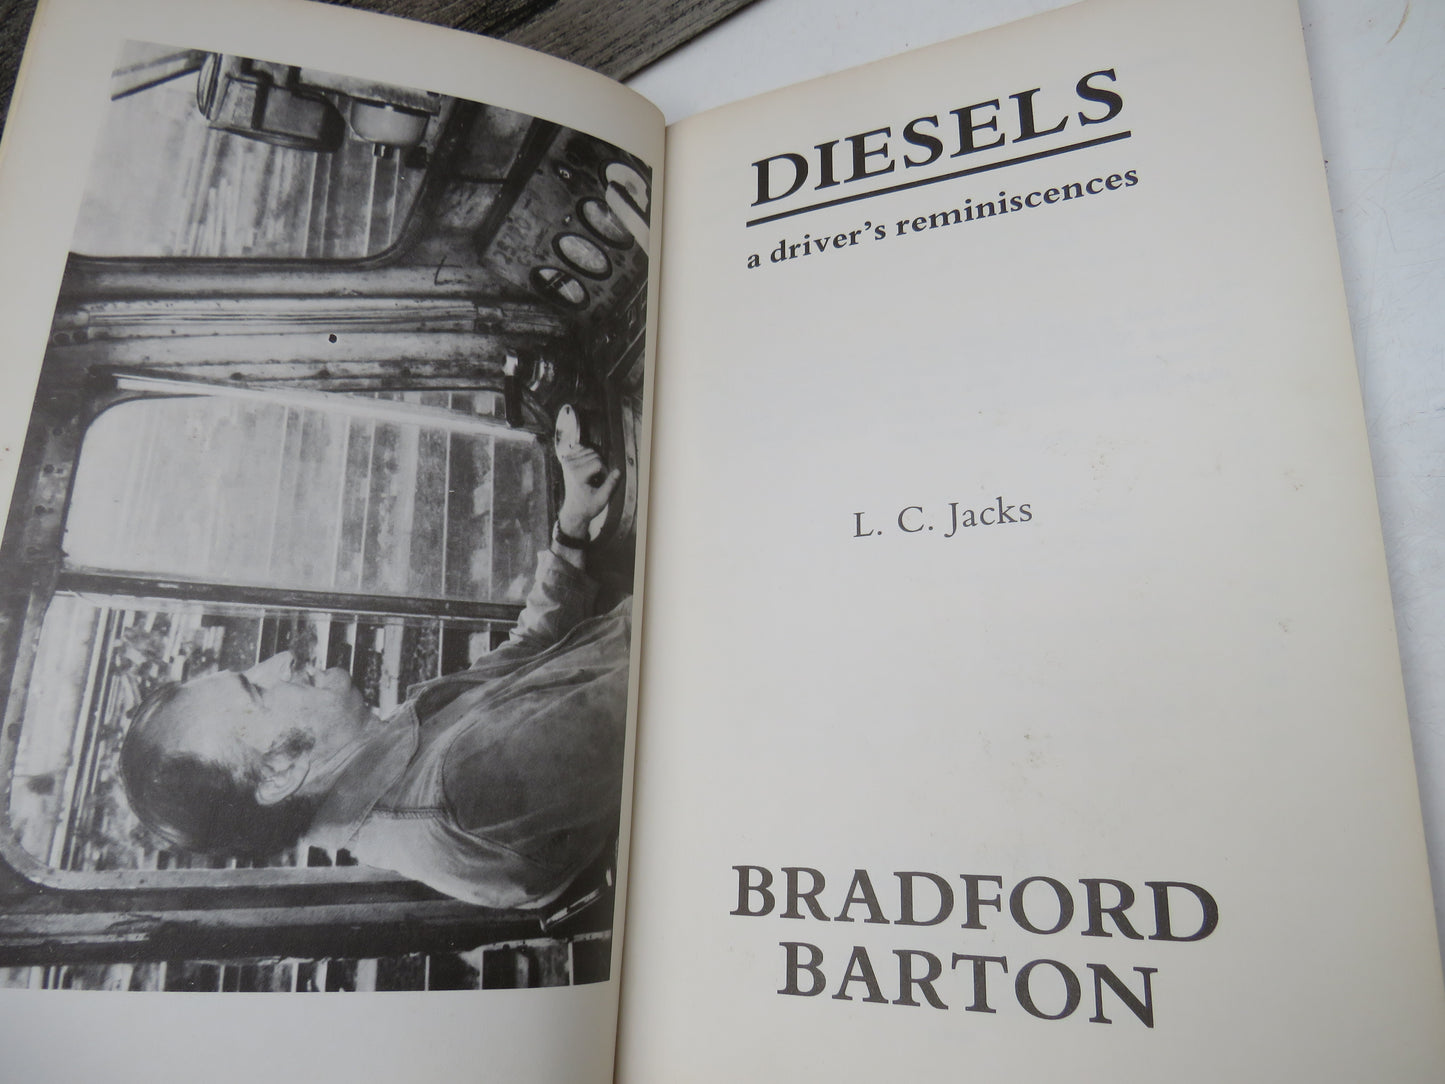 DIESELS
a driver's reminiscences
L. C. Jacks
BRADFORD
BARTON